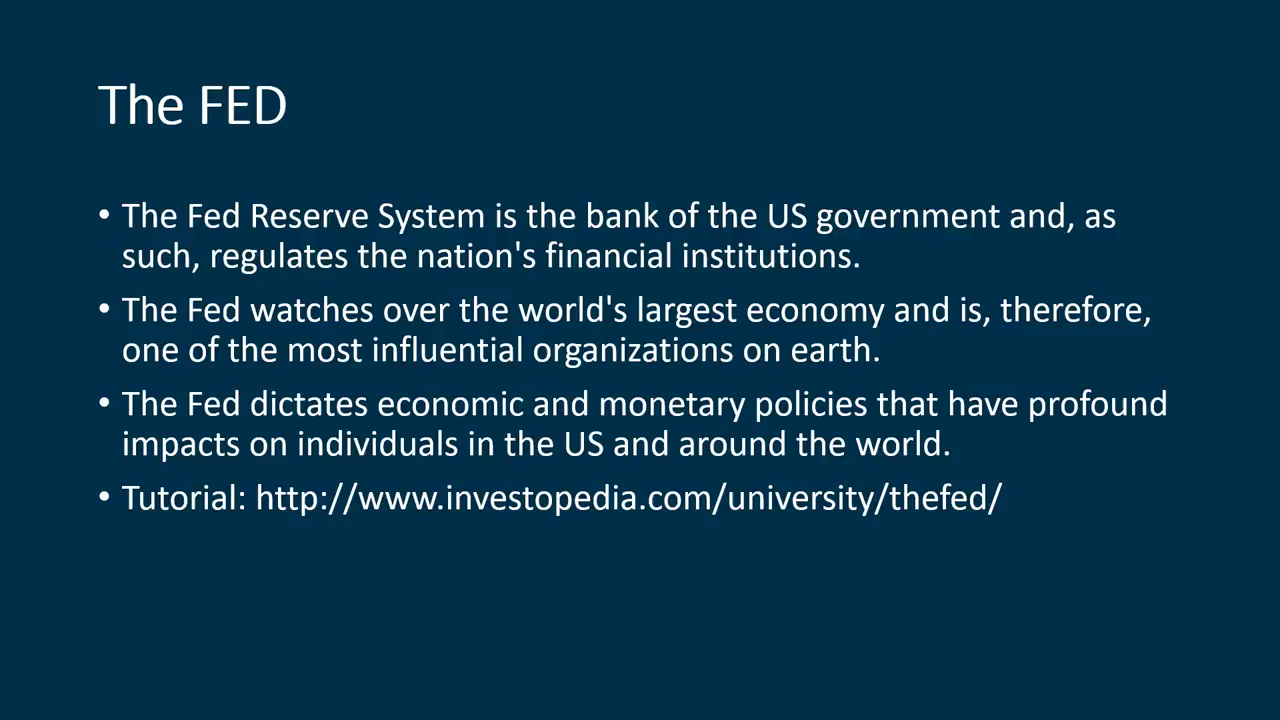 The FED
• The Fed Reserve System is the bank of the US government and, as
such, regulates the nation's financial institutions.
• The Fed watches over the world's largest economy and is, therefore,
one of the most influential organizations on earth.
• The Fed dictates economic and monetary policies that have profound
impacts on individuals in the US and around the world.
• Tutorial: http://www.investopedia.com/university/thefed/